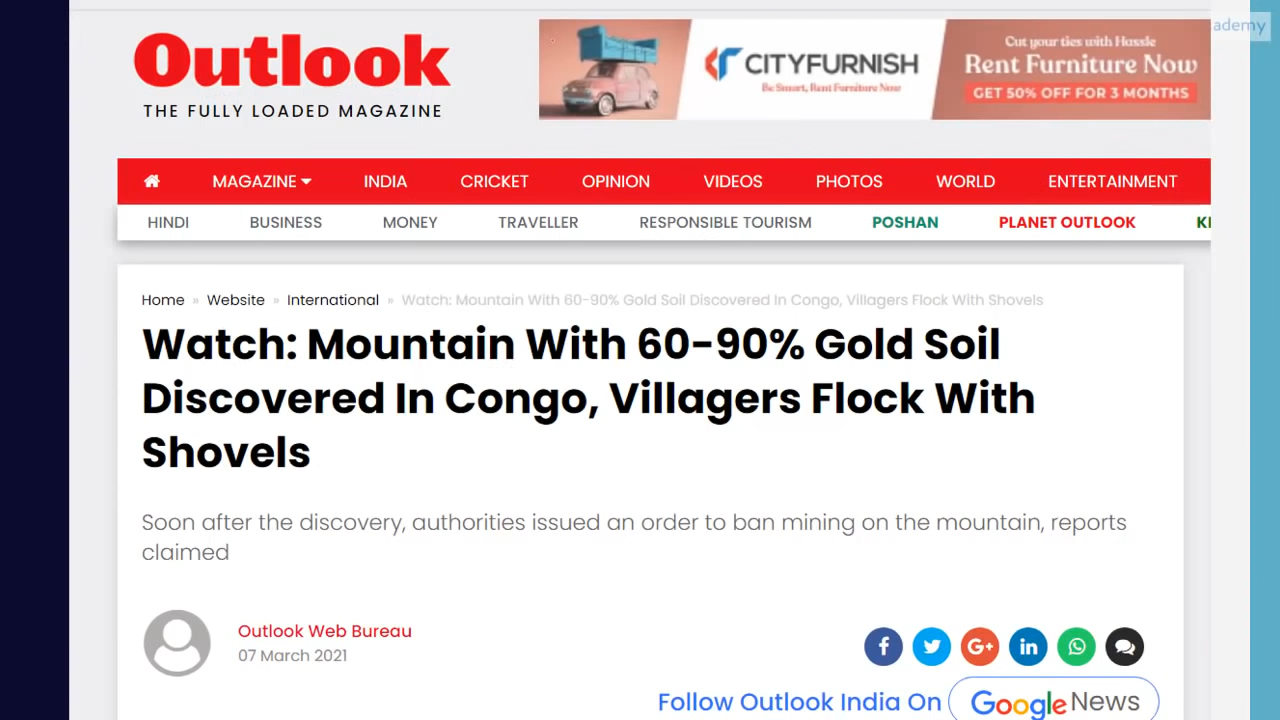 ademy
Outlook
THE FULLY LOADED MAGAZINE
CITYFURNISH
Be Smart, Rent Furniture Now
Cut your ties with Hassle
Rent Furniture Now
GET 50% OFF FOR 3 MONTHS
MAGAZINE INDIA CRICKET OPINION VIDEOS PHOTOS WORLD ENTERTAINMENT
HINDI BUSINESS MONEY TRAVELLER RESPONSIBLE TOURISM POSHAN PLANET OUTLOOK
Home » Website » International » Watch: Mountain With 60-90% Gold Soil Discovered In Congo, Villagers Flock With Shovels
Watch: Mountain With 60-90% Gold Soil
Discovered In Congo, Villagers Flock With
Shovels
Soon after the discovery, authorities issued an order to ban mining on the mountain, reports
claimed
Outlook Web Bureau
07 March 2021
f G+ in
Follow Outlook India On Google News